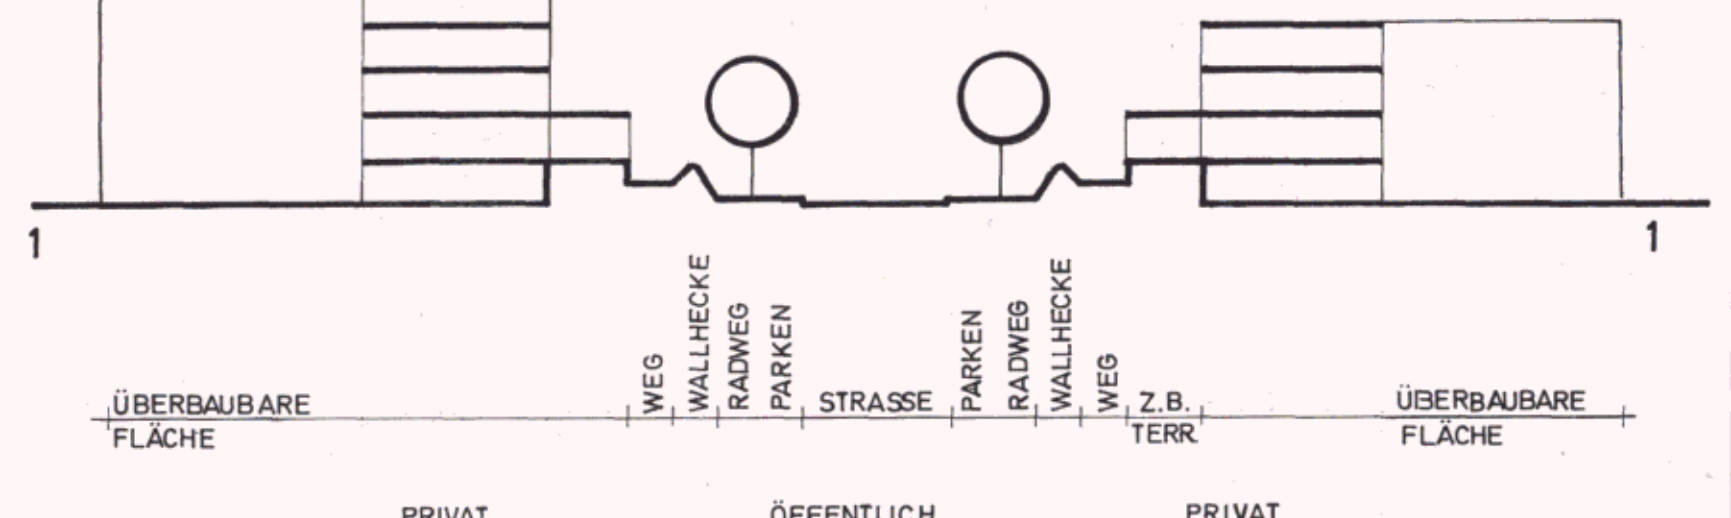 1
1
WEG
WALLHECKE
RADWEG
PARKEN
STRASSE
PARKEN
RADWEG
WALLHECKE
WEG
ÜBERBAUBARE
FLÄCHE
Z.B.
TERR.
ÜBERBAUBARE
FLÄCHE
PRIVAT
ÖFFENTLICH
PRIVAT